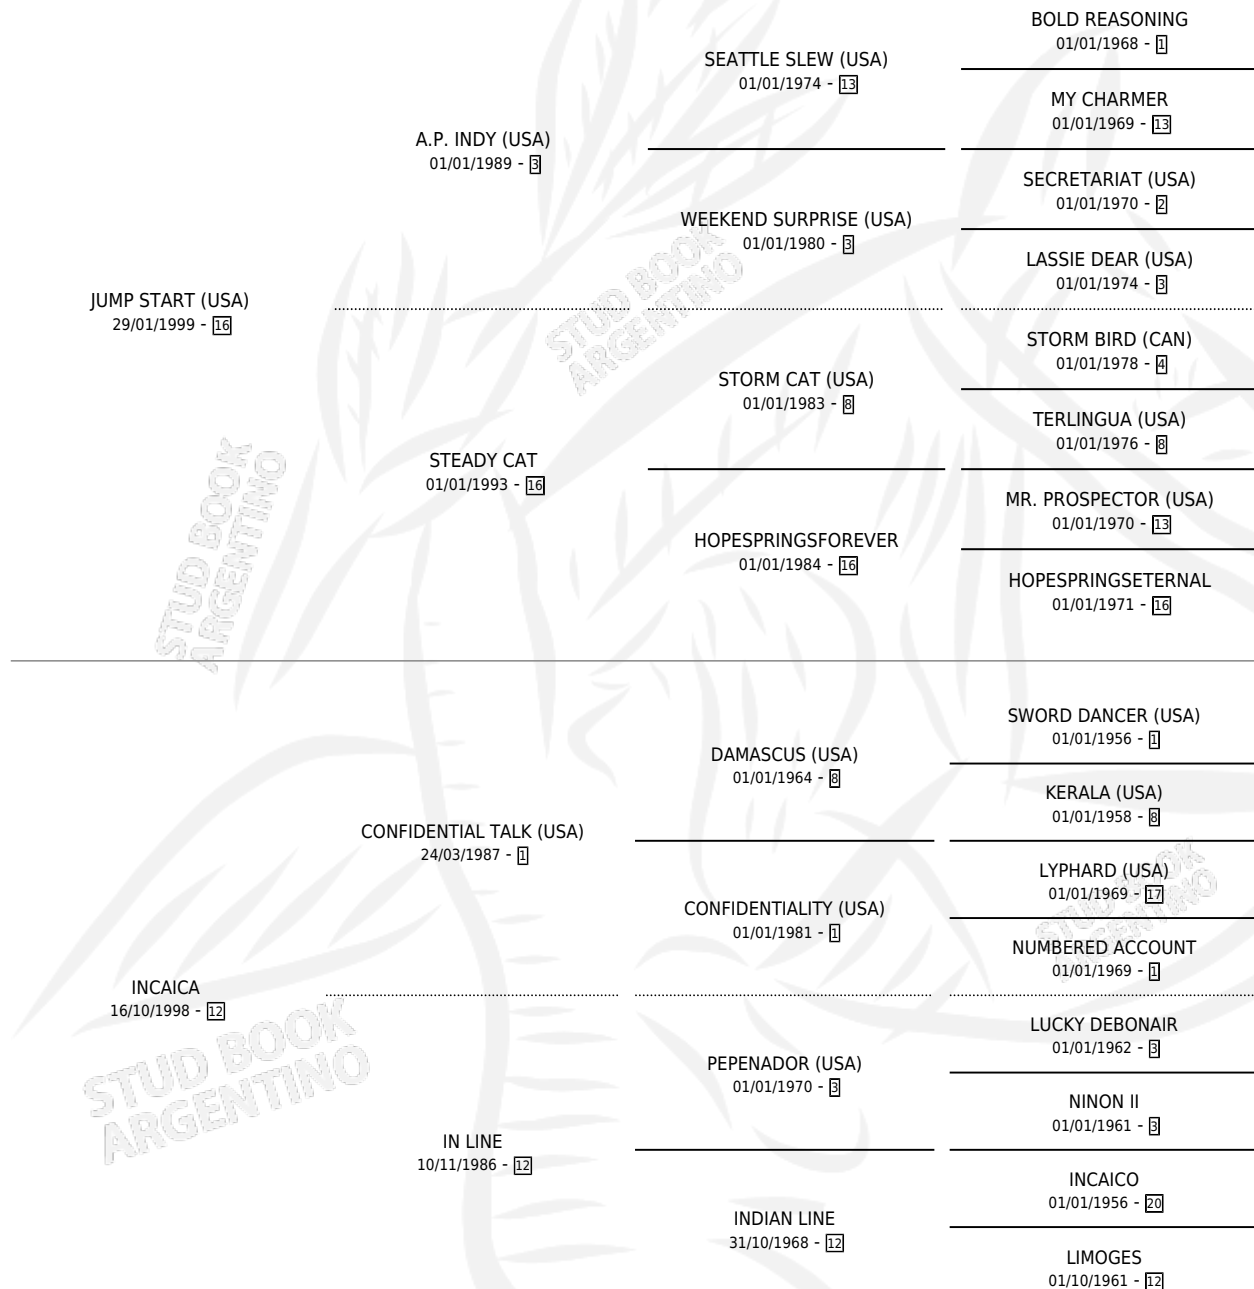 BOLD REASONING
01/01/1968 - 1
SEATTLE SLEW (USA)
01/01/1974 - 13
MY CHARMER
01/01/1969 - 13
A.P. INDY (USA)
01/01/1989 - 3
SECRETARIAT (USA)
01/01/1970 - 2
WEEKEND SURPRISE (USA)
01/01/1980 - 3
LASSIE DEAR (USA)
01/01/1974 - 3
JUMP START (USA)
29/01/1999 - 16
STORM BIRD (CAN)
01/01/1978 - 4
STORM CAT (USA)
01/01/1983 - 8
TERLINGUA (USA)
01/01/1976 - 8
STEADY CAT
01/01/1993 - 16
MR. PROSPECTOR (USA)
01/01/1970 - 13
HOPESPRINGSFOREVER
01/01/1984 - 16
HOPESPRINGSETERNAL
01/01/1971 - 16
SWORD DANCER (USA)
01/01/1956 - 1
DAMASCUS (USA)
01/01/1964 - 8
KERALA (USA)
01/01/1958 - 8
CONFIDENTIAL TALK (USA)
24/03/1987 - 1
LYPHARD (USA)
01/01/1969 - 17
CONFIDENTIALITY (USA)
01/01/1981 - 1
NUMBERED ACCOUNT
01/01/1969 - 1
INCAICA
16/10/1998 - 12
LUCKY DEBONAIR
01/01/1962 - 3
PEPENADOR (USA)
01/01/1970 - 3
NINON II
01/01/1961 - 3
IN LINE
10/11/1986 - 12
INCAICO
01/01/1956 - 20
INDIAN LINE
31/10/1968 - 12
LIMOGES
01/10/1961 - 12
STUD BOOK
ARGENTINO
STUD BOOK
ARGENTINO
STUD BOOK
ARGENTINO
STUD BOOK
ARGENTINO